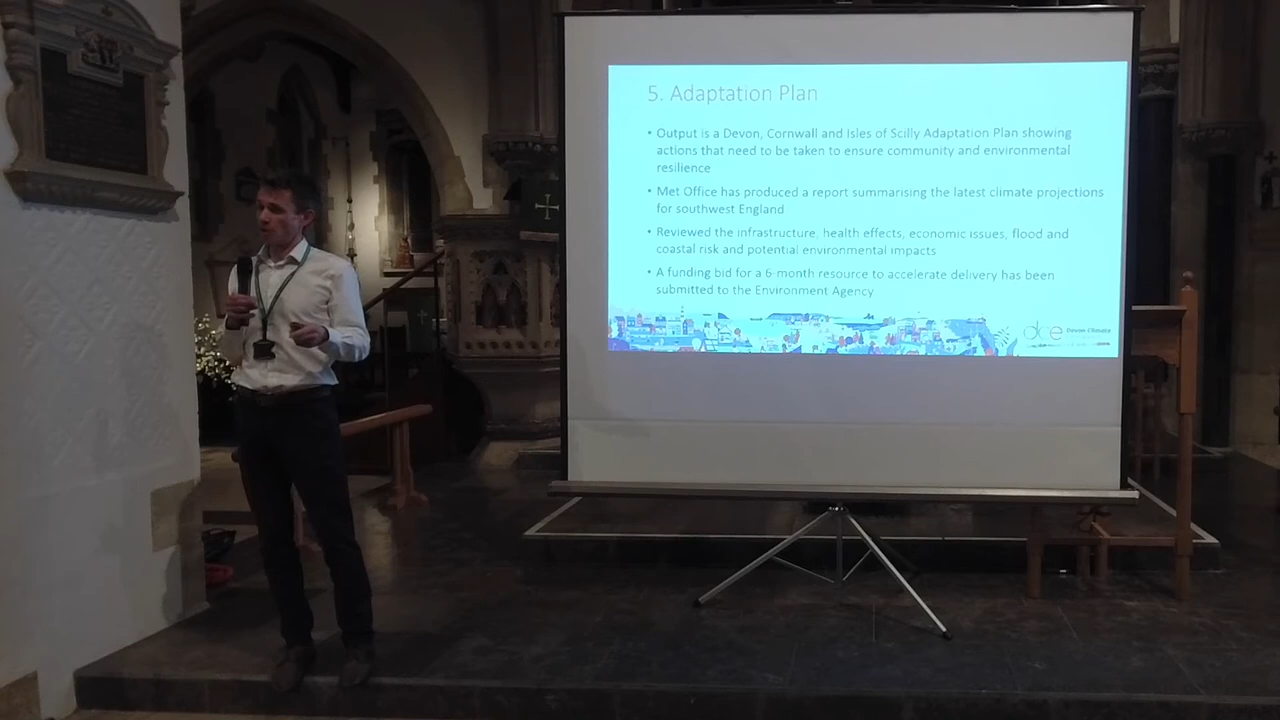 5. Adaptation Plan
• Output is a Devon, Cornwall and Isles of Scilly Adaptation Plan showing
actions that need to be taken to ensure community and environmental
resilience
• Met Office has produced a report summarising the latest climate projections
for southwest England
• Reviewed the infrastructure, health effects, economic issues, flood and
coastal risk and potential environmental impacts
• A funding bid for a 6-month resource to accelerate delivery has been
submitted to the Environment Agency
dce Devon Climate